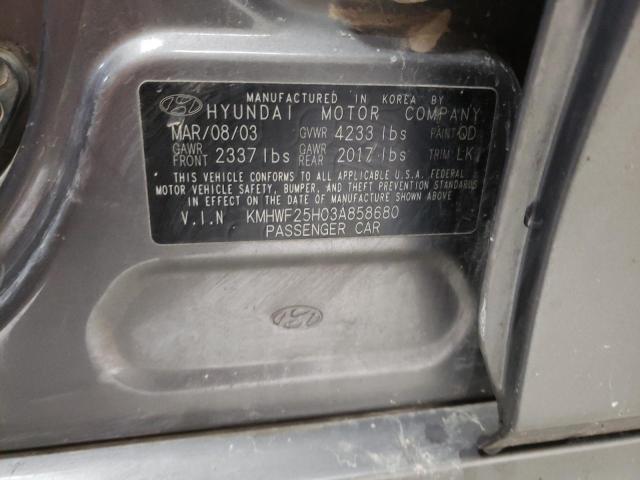 MANUFACTURED IN KOREA BY
HYUNDAI MOTOR COMPANY
MAR/08/03 GVWR 4233 lbs PAINT QD
GAWR FRONT 2337 lbs GAWR REAR 2017 lbs TRIM LK
THIS VEHICLE CONFORMS TO ALL APPLICABLE U.S.A. FEDERAL
MOTOR VEHICLE SAFETY, BUMPER, AND THEFT PREVENTION STANDARDS
IN EFFECT ON THE DATE OF MANUFACTURE SHOWN ABOVE.
V.I.N KMHWF25H03A858680
PASSENGER CAR